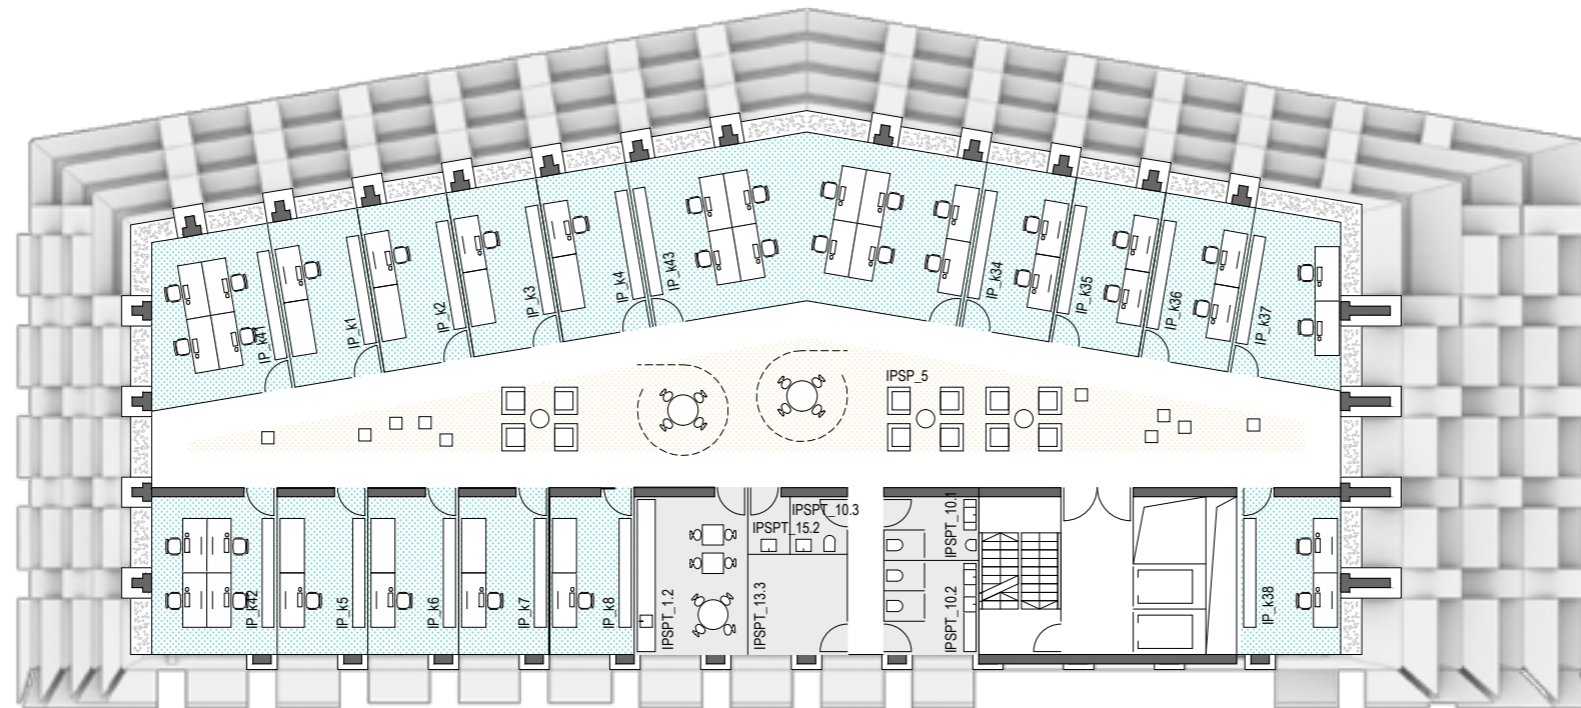 IP_k41
IP_k1
IP_k2
IP_k3
IP_k4
IP_k43
IP_k34
IP_k35
IP_k36
IP_k37
IPSP_5
IP_k42
IP_k5
IP_k6
IP_k7
IP_k8
IPSPT_1.2
IPSPT_13.3
IPSPT_15.2
IPSPT_10.3
IPSPT_10.1
IPSPT_10.2
IP_k38